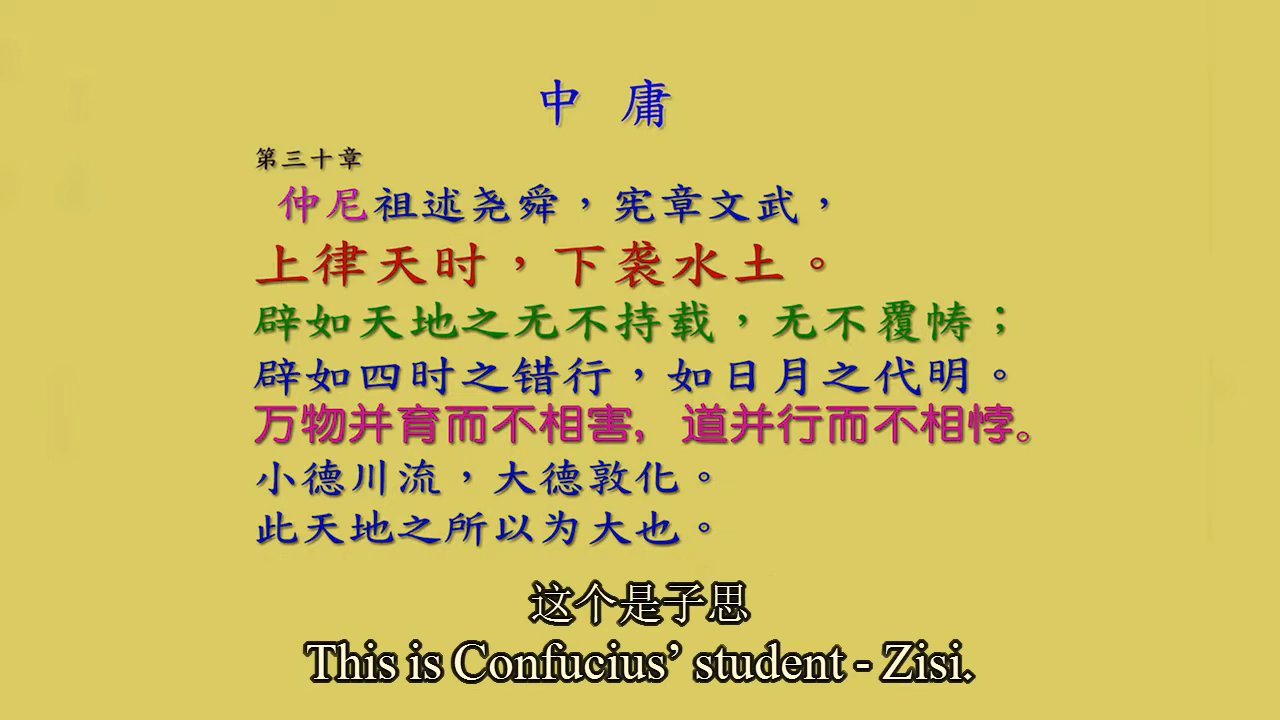 中 庸
第三十章
仲尼祖述尧舜，宪章文武，
上律天时，下袭水土。
辟如天地之无不持载，无不覆帱；
辟如四时之错行，如日月之代明。
万物并育而不相害，道并行而不相悖。
小德川流，大德敦化。
此天地之所以为大也。
这个是子思
This is Confucius’ student - Zisi.